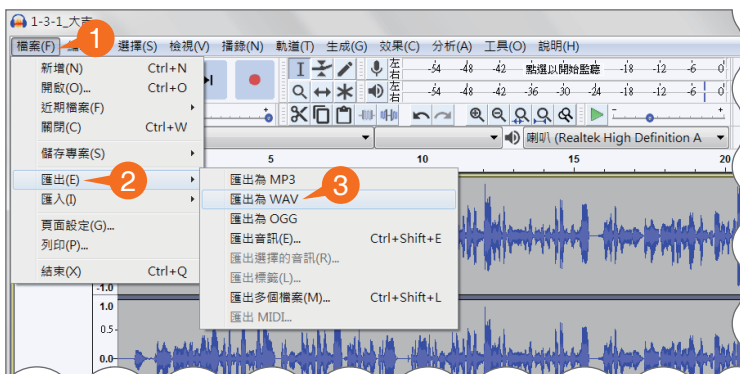 1-3-1_大吉
檔案(F) 選擇(S) 檢視(V) 播錄(N) 軌道(T) 生成(G) 效果(C) 分析(A) 工具(O) 說明(H)
1
新增(N) Ctrl+N
開啟(O)... Ctrl+O
近期檔案(F)
關閉(C) Ctrl+W
儲存專案(S)
匯出(E)
2
匯入(I)
頁面設定(G)...
列印(P)...
結束(X) Ctrl+Q
左 -54 -48 -42 點選以開始監聽 -18 -12 -6 0
右
左 -54 -48 -42 -36 -30 -24 -18 -12 -6 0
右
喇叭 (Realtek High Definition A
5 10 15 20
匯出為 MP3
匯出為 WAV
3
匯出為 OGG
匯出音訊(E)... Ctrl+Shift+E
匯出選擇的音訊(R)...
匯出標籤(L)...
匯出多個檔案(M)... Ctrl+Shift+L
匯出 MIDI...
-1.0
1.0
0.5-
0.0-